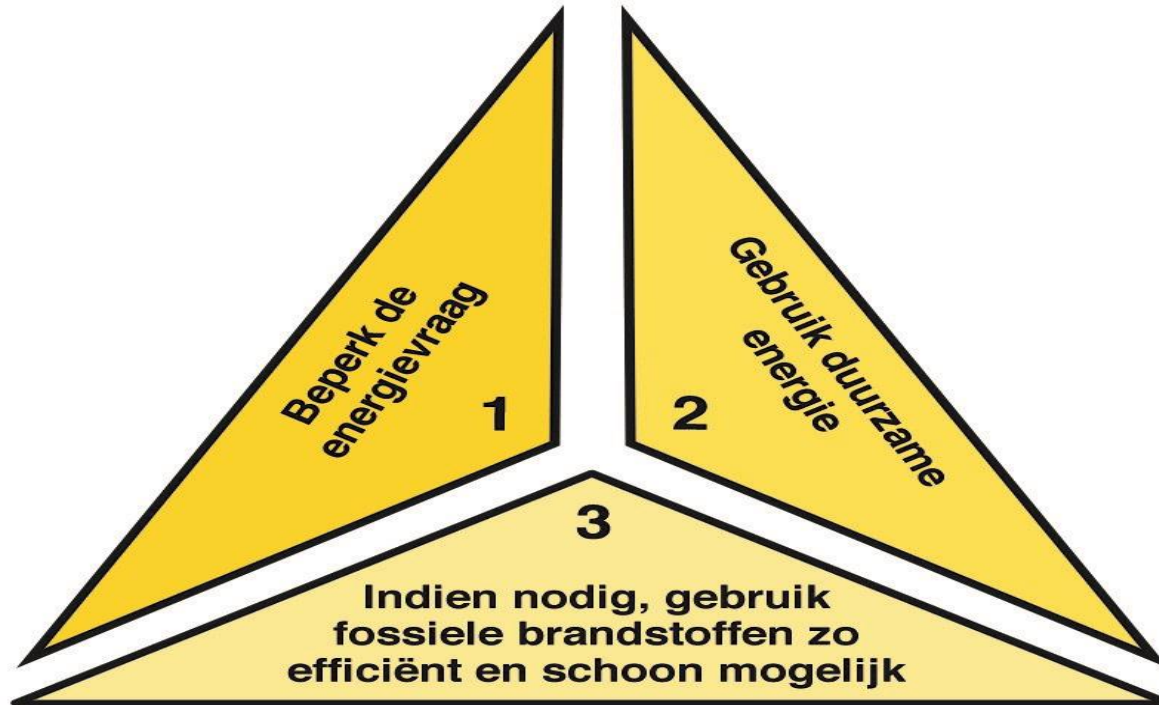 Beperk de
energievraag
1
Gebruik duurzame
energie
2
3
Indien nodig, gebruik
fossiele brandstoffen zo
efficiënt en schoon mogelijk